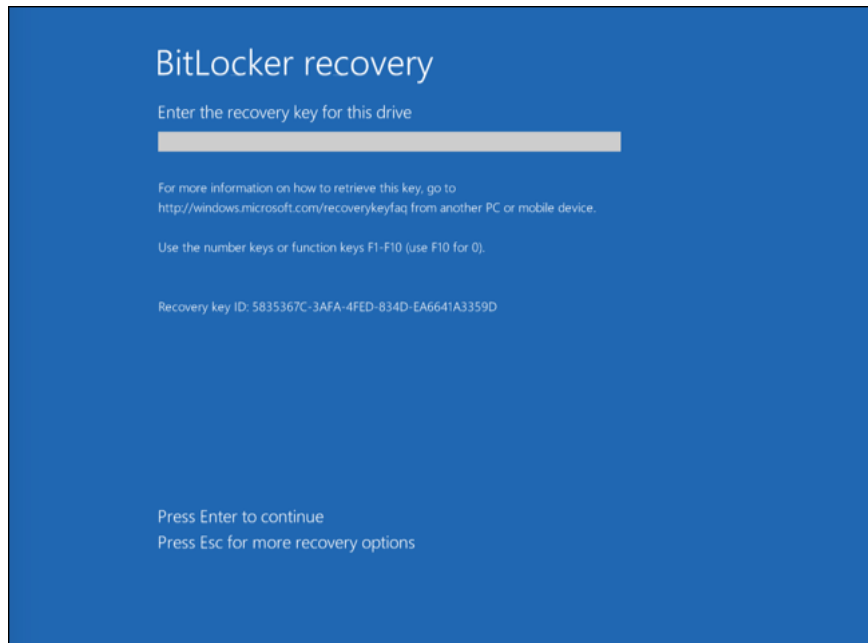 BitLocker recovery
Enter the recovery key for this drive
For more information on how to retrieve this key, go to
http://windows.microsoft.com/recoverykeyfaq from another PC or mobile device.
Use the number keys or function keys F1-F10 (use F10 for 0).
Recovery key ID: 5835367C-3AFA-4FED-834D-EA6641A3359D
Press Enter to continue
Press Esc for more recovery options